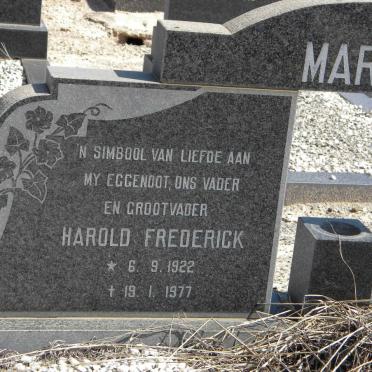 MAR
'N SIMBOOL VAN LIEFDE AAN
MY EGGENOOT, ONS VADER
EN GROOTVADER
HAROLD FREDERICK
* 6. 9. 1922
† 19. 1. 1977